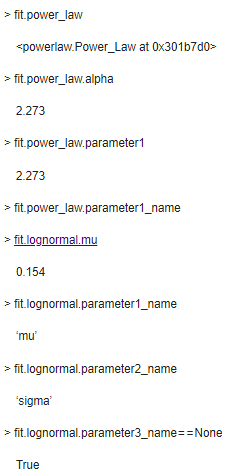 > fit.power_law
<powerlaw.Power_Law at 0x301b7d0>
> fit.power_law.alpha
2.273
> fit.power_law.parameter1
2.273
> fit.power_law.parameter1_name
> fit.lognormal.mu
0.154
> fit.lognormal.parameter1_name
‘mu’
> fit.lognormal.parameter2_name
‘sigma’
> fit.lognormal.parameter3_name==None
True